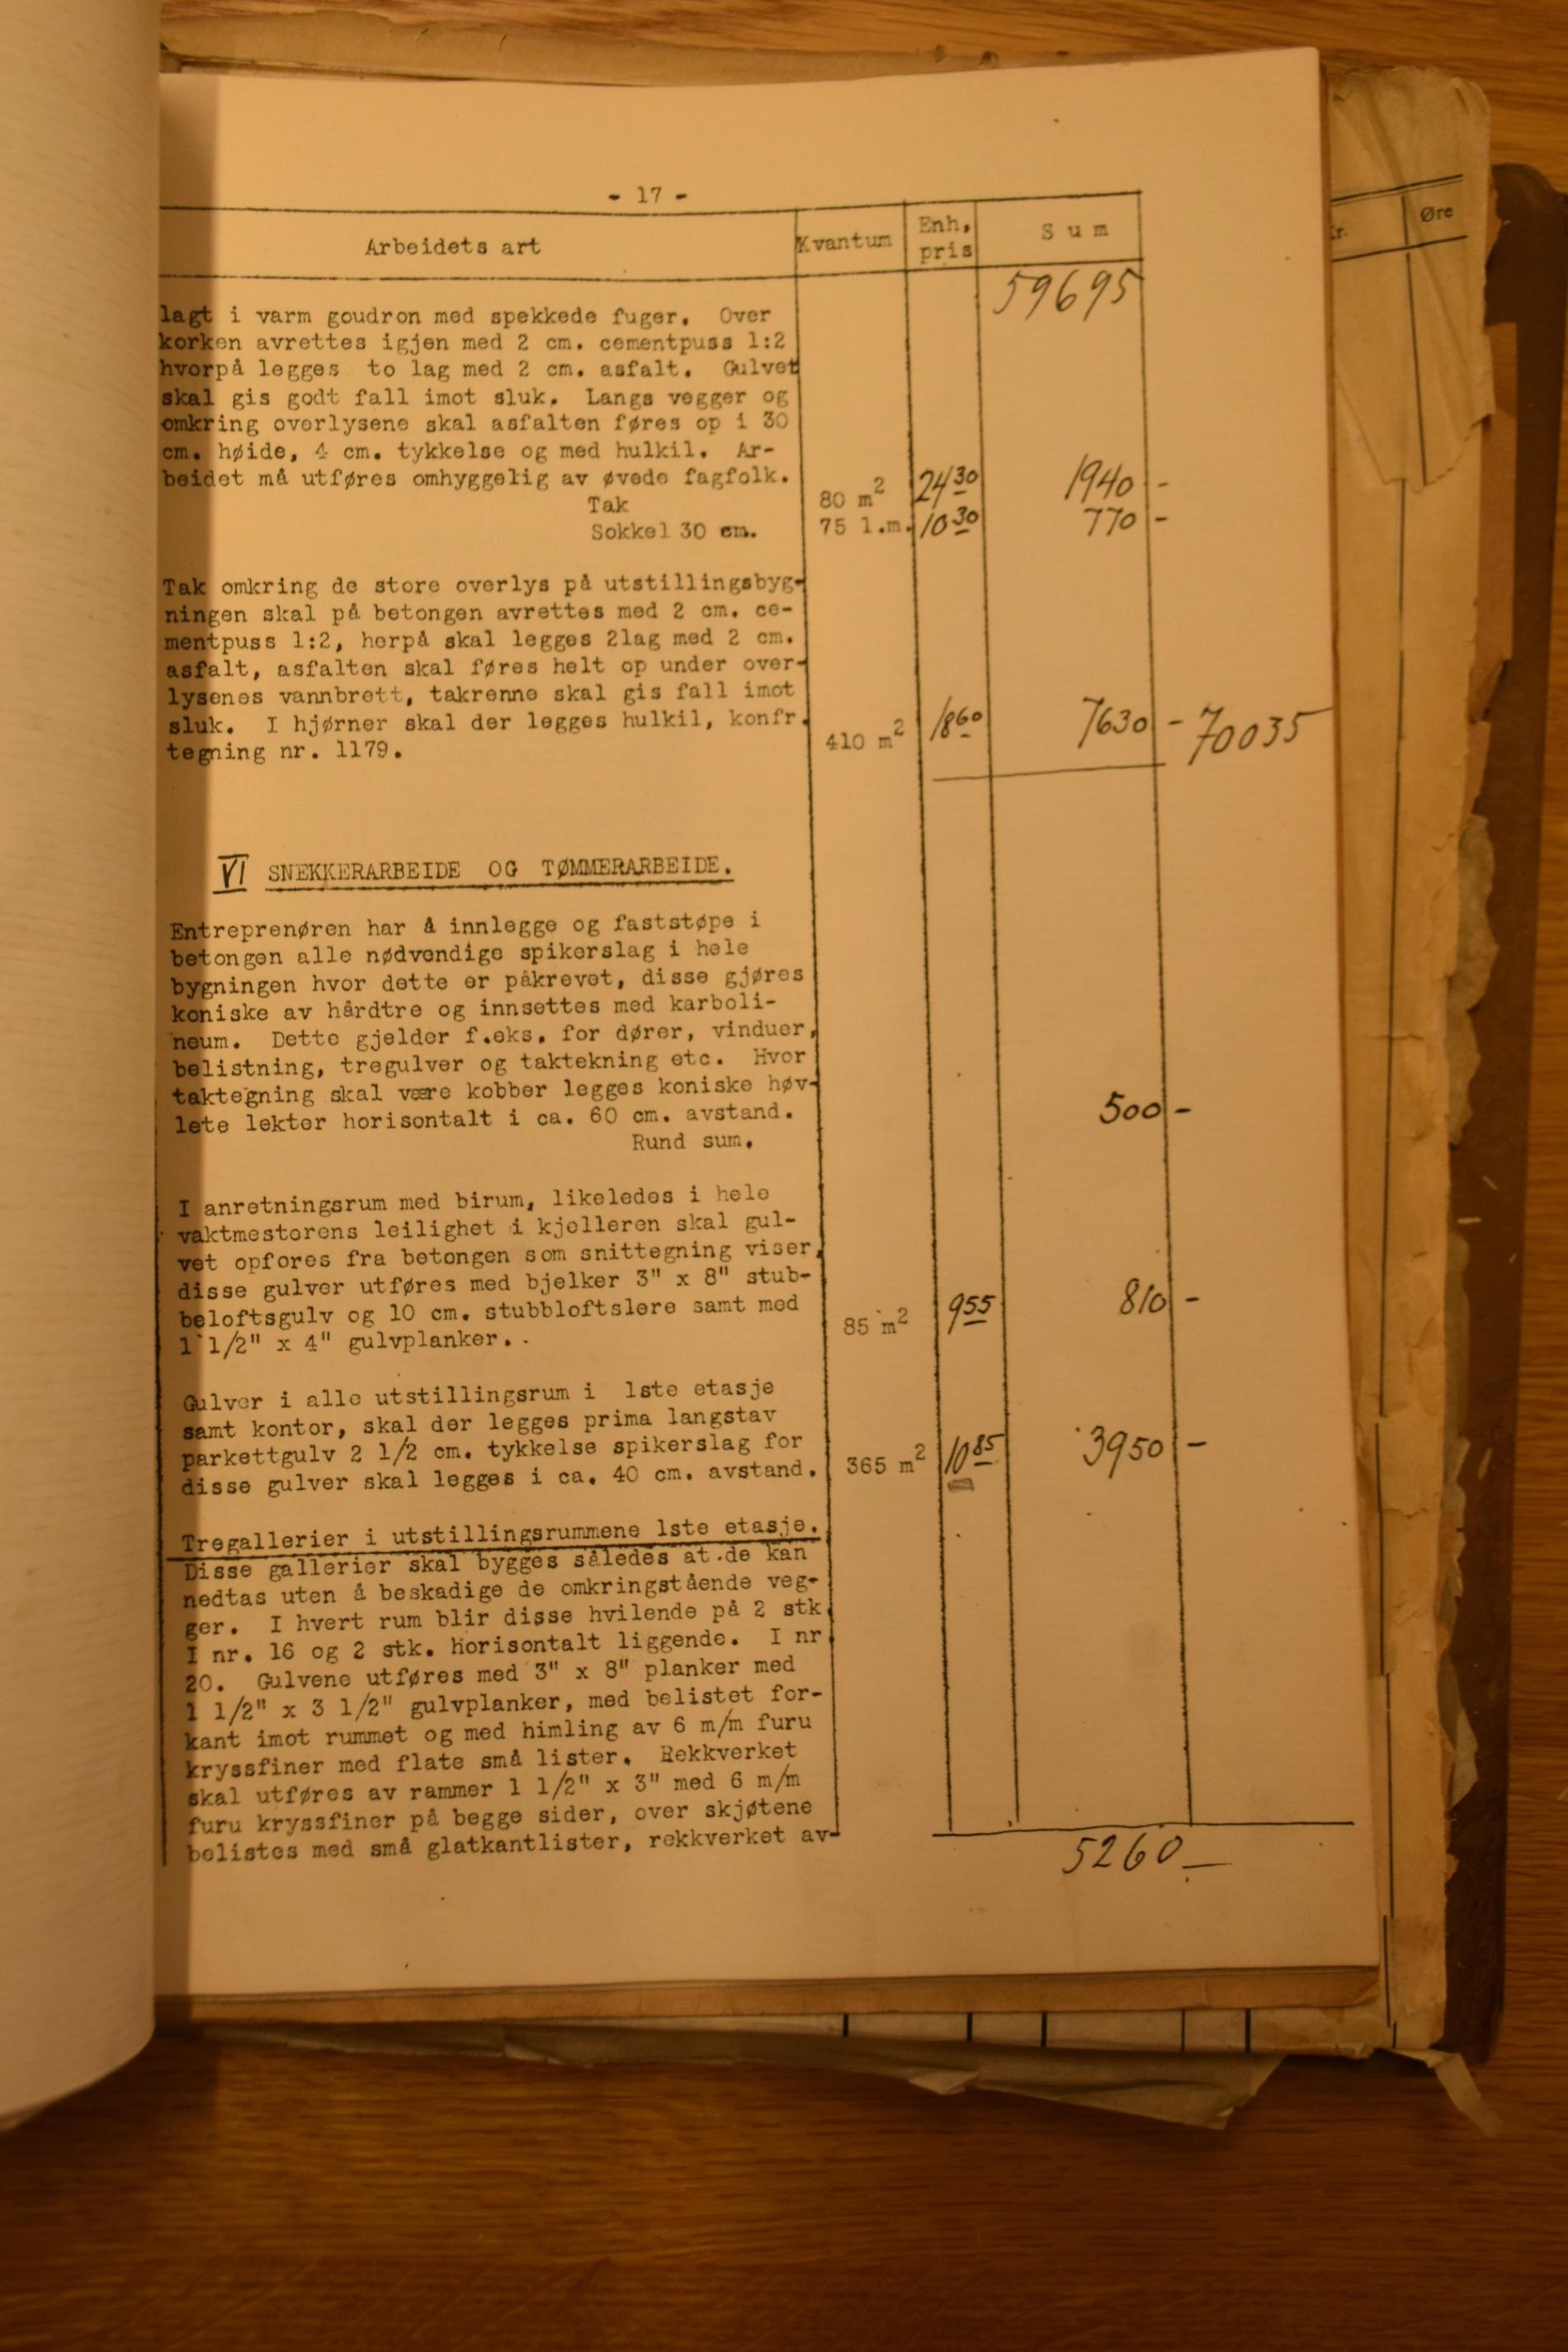 - 17 -
Arbeidets art Kvantum Enh, pris Sum
Kr. Øre
59695
lagt i varm goudron med spekkede fuger. Over
korken avrettes igjen med 2 cm. cementpuss 1:2
hvorpå legges to lag med 2 cm. asfalt. Gulvet
skal gis godt fall imot sluk. Langs vegger og
omkring overlysene skal asfalten føres op i 30
cm. høide, 4 cm. tykkelse og med hulkil. Ar-
beidet må utføres omhyggelig av øvede fagfolk.
Tak 80 m2 24 30 1940 -
Sokkel 30 cm. 75 l.m. 10 30 770 -
Tak omkring de store overlys på utstillingsbyg-
ningen skal på betongen avrettes med 2 cm. ce-
mentpuss 1:2, herpå skal legges 2lag med 2 cm.
asfalt, asfalten skal føres helt op under over-
lysenes vannbrett, takrenne skal gis fall imot
sluk. I hjørner skal der legges hulkil, konfr.
tegning nr. 1179. 410 m2 18 60 7630 - 70035
VI SNEKKERARBEIDE OG TØMMERARBEIDE.
Entreprenøren har å innlegge og faststøpe i
betongen alle nødvendige spikerslag i hele
bygningen hvor dette er påkrevet, disse gjøres
koniske av hårdtre og innsettes med karboli-
neum. Dette gjelder f.eks. for dører, vinduer,
belistning, tregulver og taktekning etc. Hvor
taktegning skal være kobber legges koniske høv-
lete lekter horisontalt i ca. 60 cm. avstand.
Rund sum. 500 -
I anretningsrum med birum, likeledes i hele
vaktmesterens leilighet i kjelleren skal gul-
vet opfores fra betongen som snittegning viser,
disse gulver utføres med bjelker 3" x 8" stub-
beloftsgulv og 10 cm. stubbloftslere samt med
1 1/2" x 4" gulvplanker. 85 m2 9 55 810 -
Gulver i alle utstillingsrum i 1ste etasje
samt kontor, skal der legges prima langstav
parkettgulv 2 1/2 cm. tykkelse spikerslag for
disse gulver skal legges i ca. 40 cm. avstand. 365 m2 10 85 3950 -
Tregallerier i utstillingsrummene 1ste etasje.
Disse gallerier skal bygges således at de kan
nedtas uten å beskadige de omkringstående veg-
ger. I hvert rum blir disse hvilende på 2 stk.
I nr. 16 og 2 stk. horisontalt liggende. I nr.
20. Gulvene utføres med 3" x 8" planker med
1 1/2" x 3 1/2" gulvplanker, med belistet for-
kant imot rummet og med himling av 6 m/m furu
kryssfiner med flate små lister. Rekkverket
skal utføres av rammer 1 1/2" x 3" med 6 m/m
furu kryssfiner på begge sider, over skjøtene
belistes med små glatkantlister, rekkverket av-
5260 -